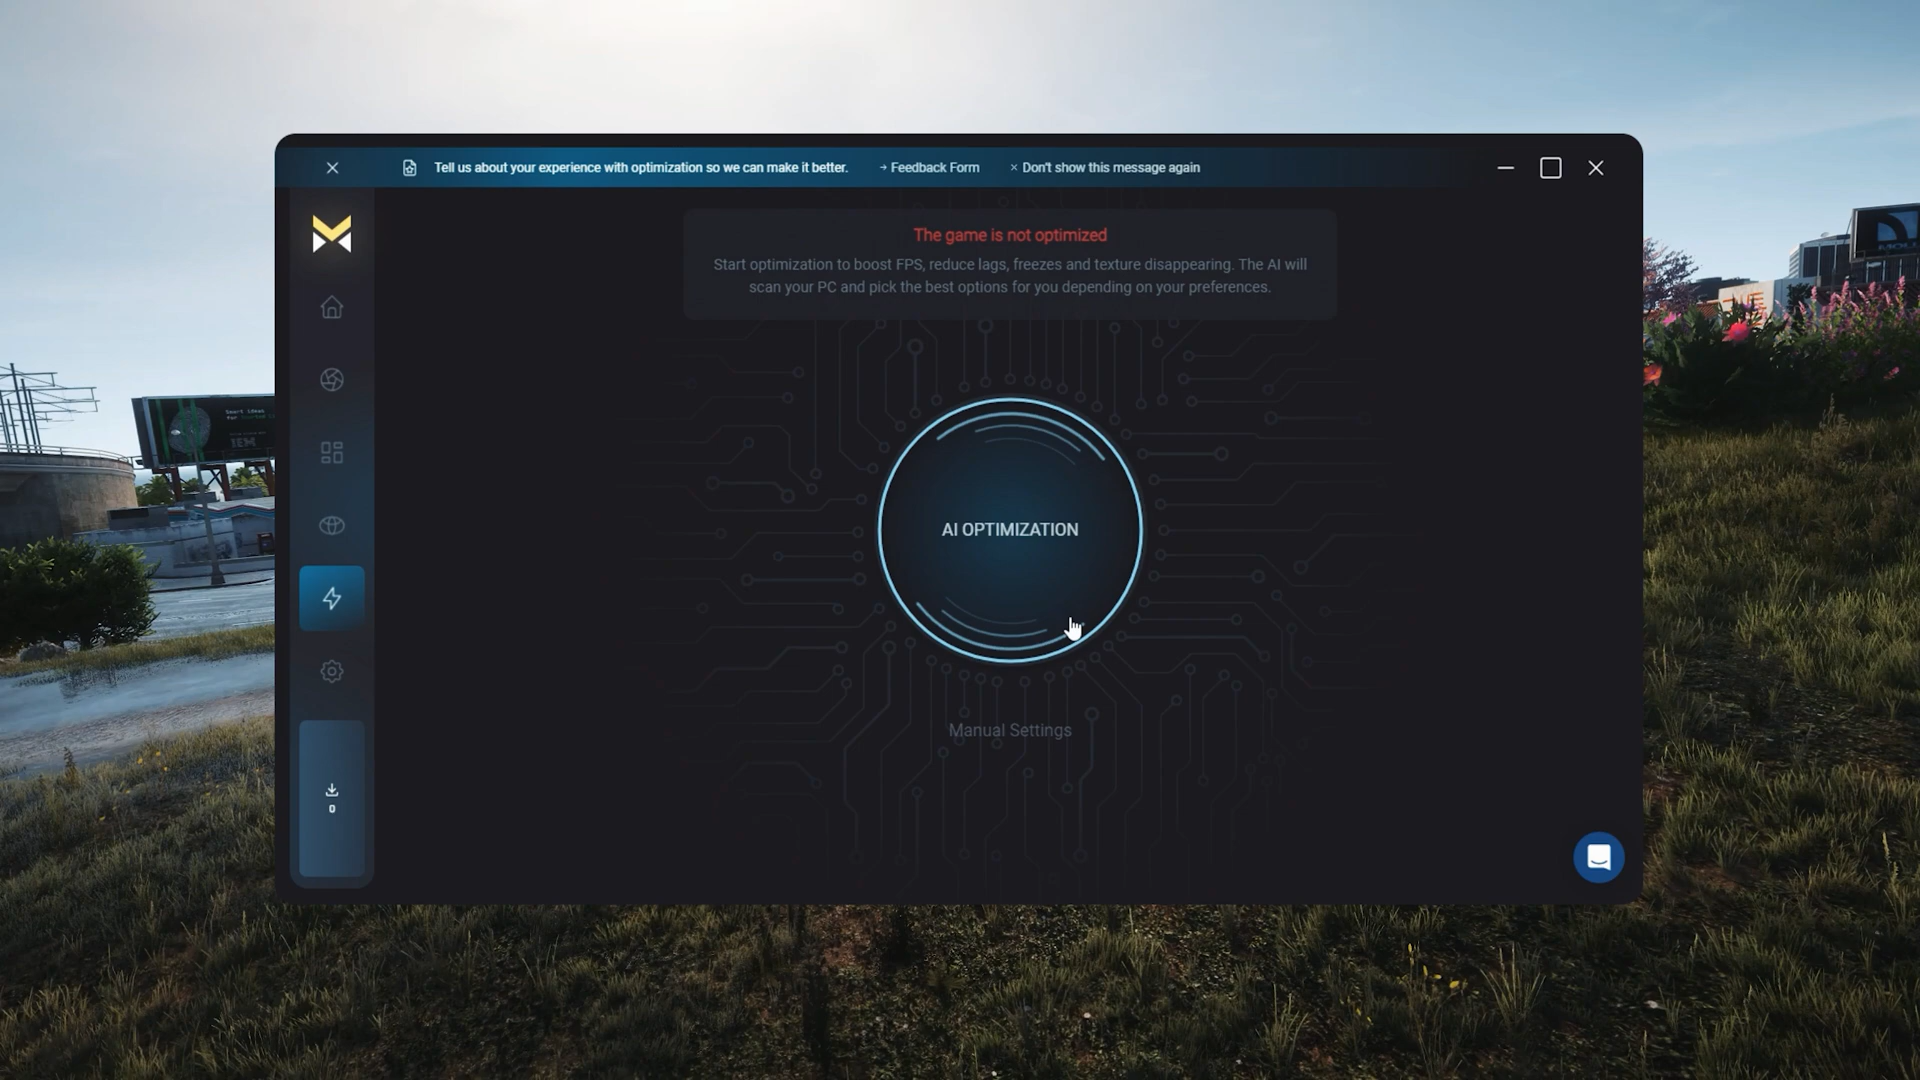 Tell us about your experience with optimization so we can make it better.
Feedback Form
Don't show this message again
The game is not optimized
Start optimization to boost FPS, reduce lags, freezes and texture disappearing. The AI will
scan your PC and pick the best options for you depending on your preferences.
AI OPTIMIZATION
Manual Settings
0